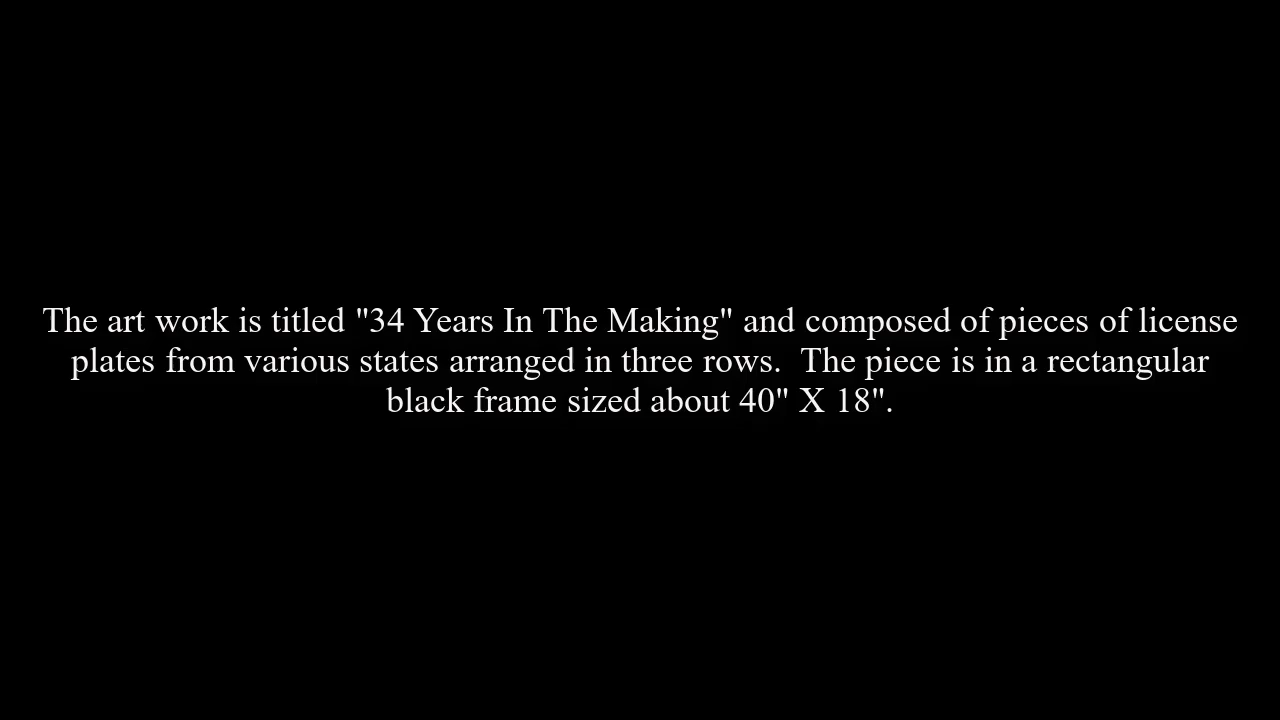 The art work is titled "34 Years In The Making" and composed of pieces of license
plates from various states arranged in three rows.  The piece is in a rectangular
black frame sized about 40" X 18".